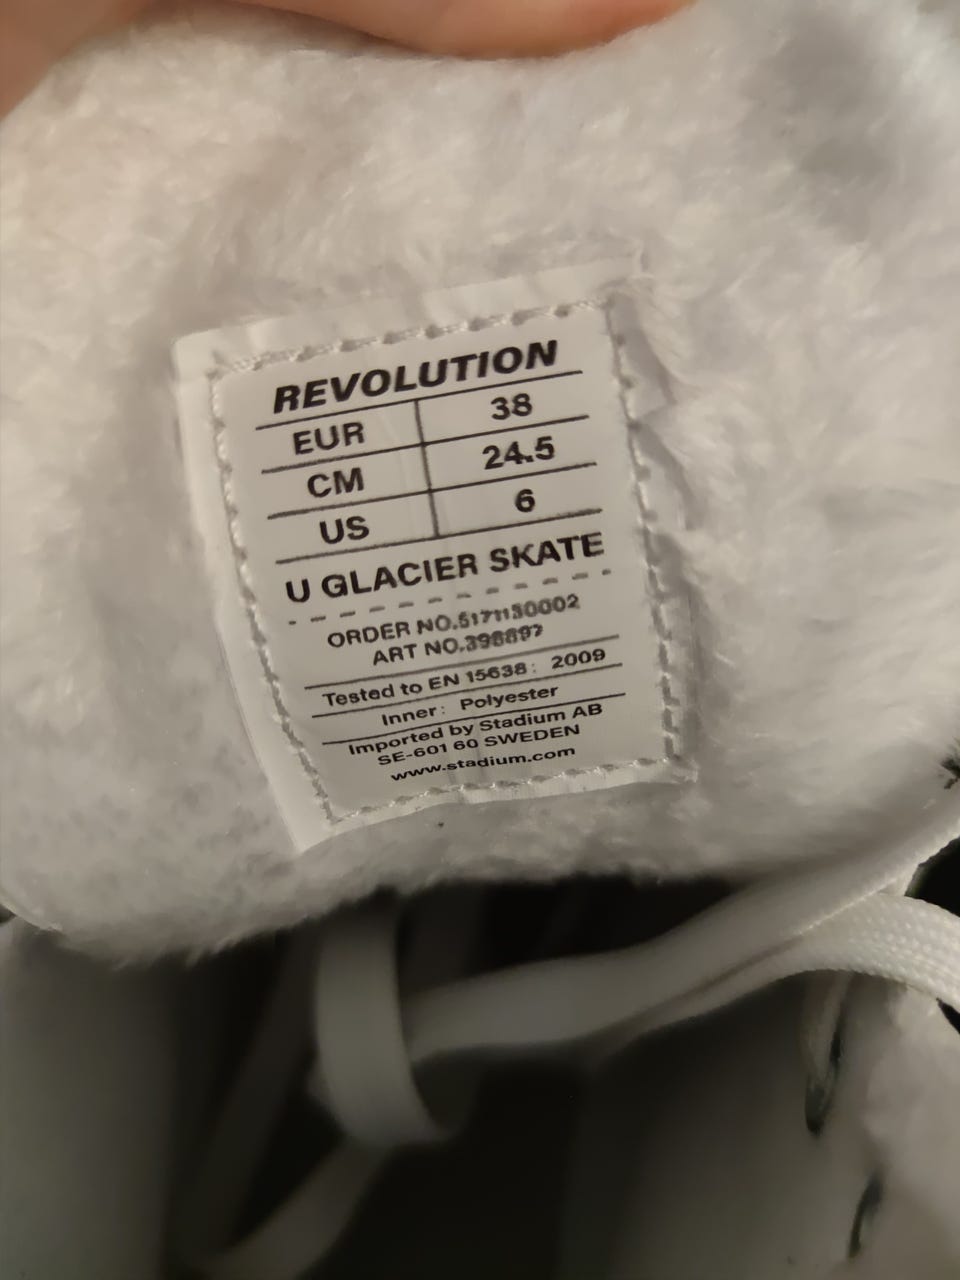 REVOLUTION
EUR 38
CM 24.5
US 6
U GLACIER SKATE
ORDER NO.5171130002
ART NO.
Tested to EN 15638: 2009
Inner: Polyester
Imported by Stadium AB
SE-601 60 SWEDEN
www.stadium.com